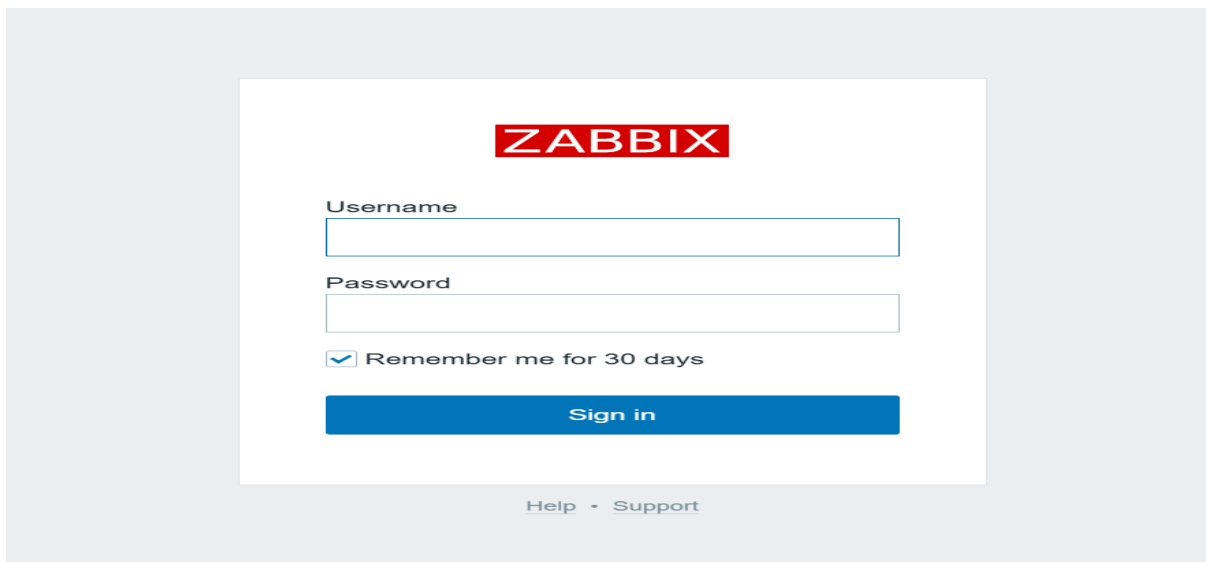 ZABBIX
Username
Password
Remember me for 30 days
Sign in
Help • Support